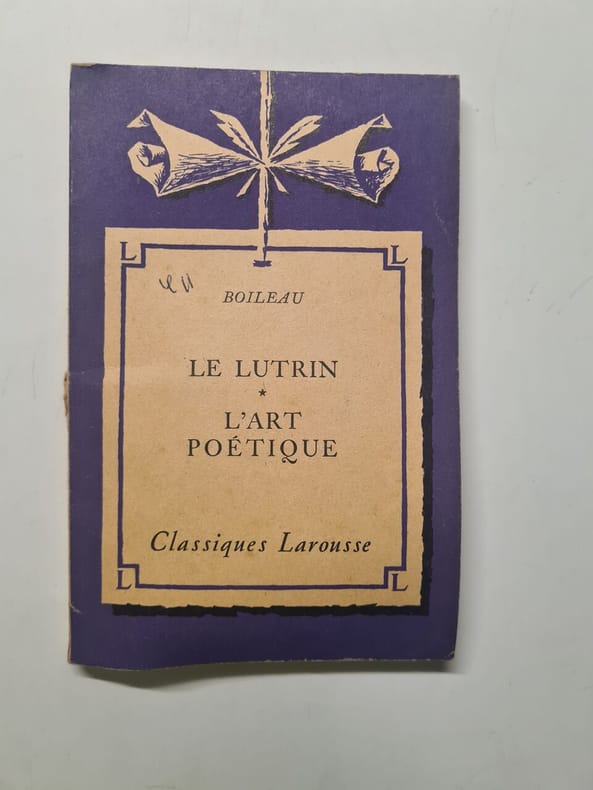 L L
BOILEAU
LE LUTRIN
*
L'ART
POÉTIQUE
Classiques Larousse
L L